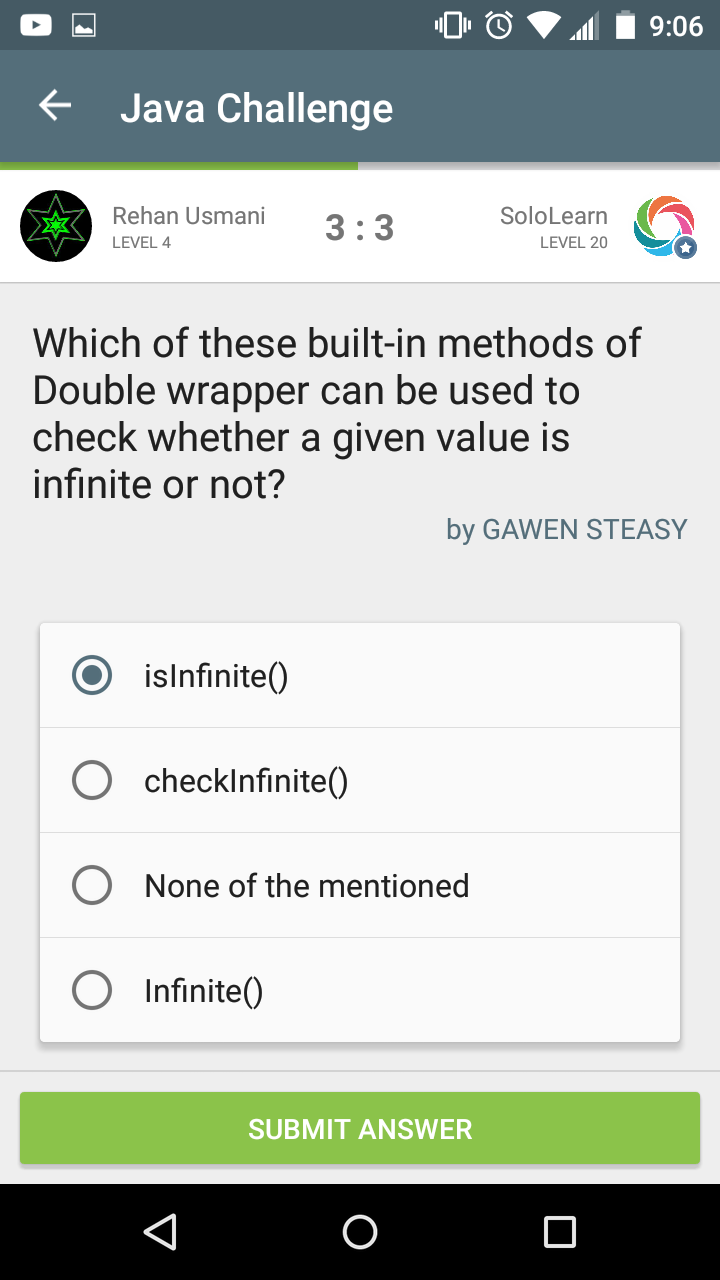 9:06
Java Challenge
Rehan Usmani
LEVEL 4
3 : 3
SoloLearn
LEVEL 20
Which of these built-in methods of
Double wrapper can be used to
check whether a given value is
infinite or not?
by GAWEN STEASY
isInfinite()
checkInfinite()
None of the mentioned
Infinite()
SUBMIT ANSWER